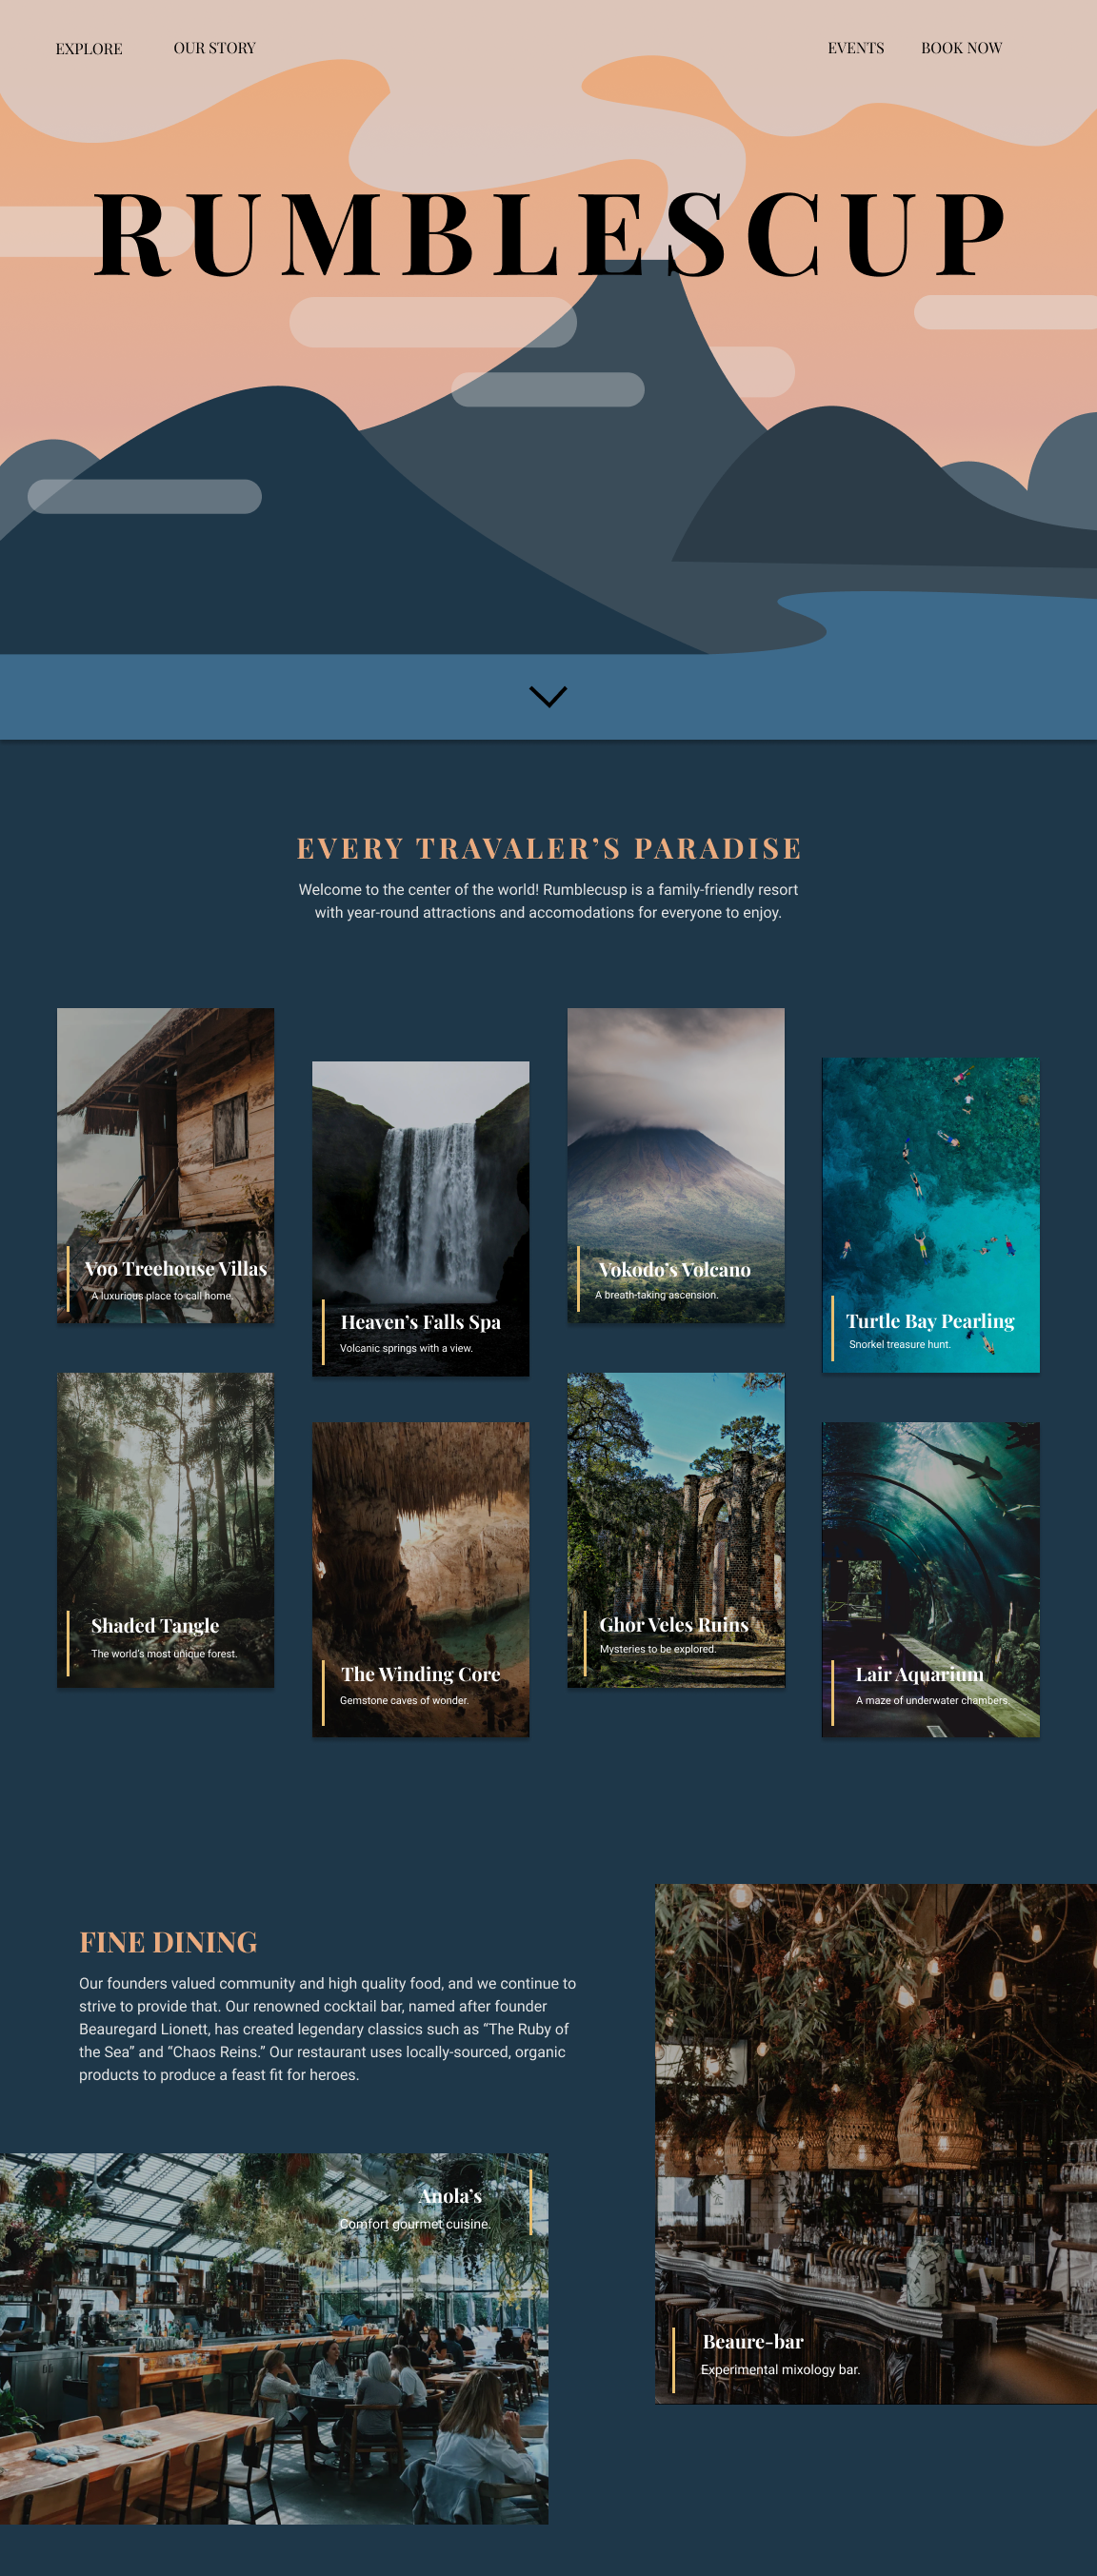 EXPLORE
OUR STORY
EVENTS
BOOK NOW
RUMBLESCUP
EVERY TRAVALER’S PARADISE
Welcome to the center of the world! Rumblecusp is a family-friendly resort
with year-round attractions and accomodations for everyone to enjoy.
Voo Treehouse Villas
A luxurious place to call home.
Heaven’s Falls Spa
Volcanic springs with a view.
Vokodo’s Volcano
A breath-taking ascension.
Turtle Bay Pearling
Snorkel treasure hunt.
Shaded Tangle
The world’s most unique forest.
The Winding Core
Gemstone caves of wonder.
Ghor Veles Ruins
Mysteries to be explored.
Lair Aquarium
A maze of underwater chambers.
FINE DINING
Our founders valued community and high quality food, and we continue to
strive to provide that. Our renowned cocktail bar, named after founder
Beauregard Lionett, has created legendary classics such as “The Ruby of
the Sea” and “Chaos Reins.” Our restaurant uses locally-sourced, organic
products to produce a feast fit for heroes.
Anola’s
Comfort gourmet cuisine.
Beaure-bar
Experimental mixology bar.